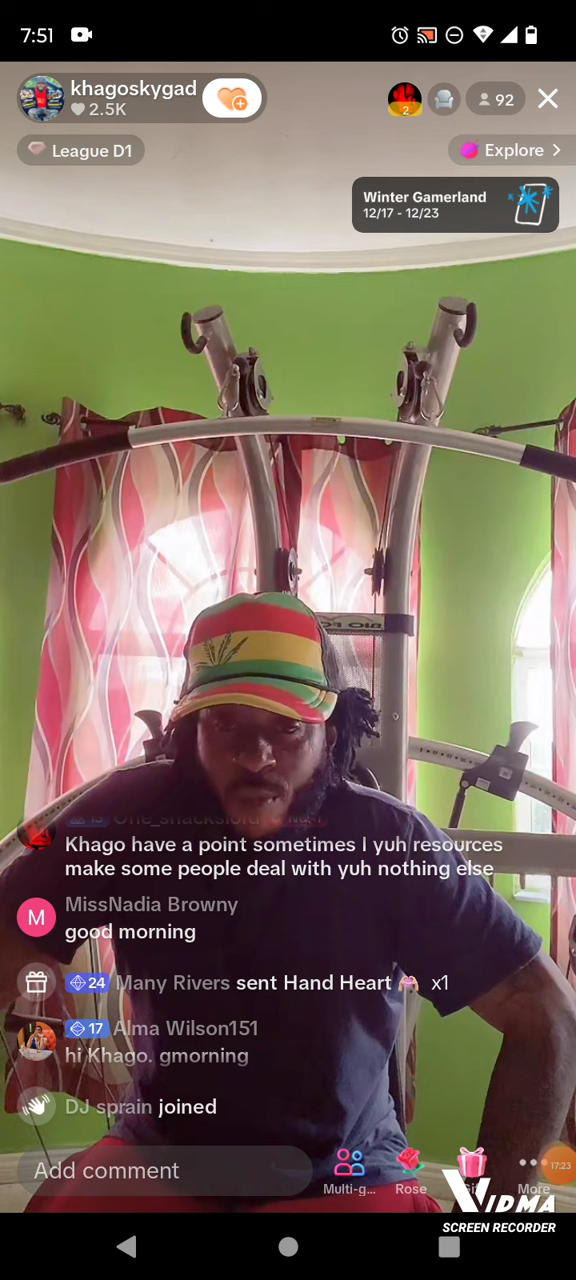 7:51
khagoskygad
2.5K
2
92
League D1
Explore
Winter Gamerland
12/17 - 12/23
BIO FO
Khago have a point sometimes I yuh resources
make some people deal with yuh nothing else
M
MissNadia Browny
good morning
24 Many Rivers sent Hand Heart x1
17 Alma Wilson151
hi Khago. gmorning
DJ sprain joined
Add comment
Multi-g...
Rose
More
17:23
VIDMA
SCREEN RECORDER